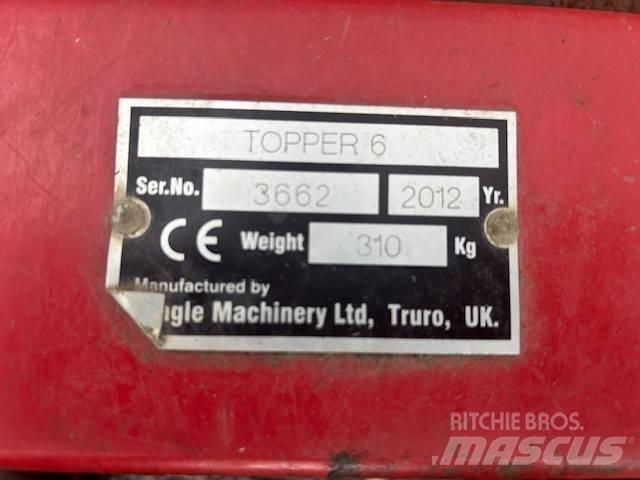 TOPPER 6
Ser.No. 3662 2012 Yr.
CE Weight 310 Kg
Manufactured by
Machinery Ltd, Truro, UK.
RITCHIE BROS.
MASCUS